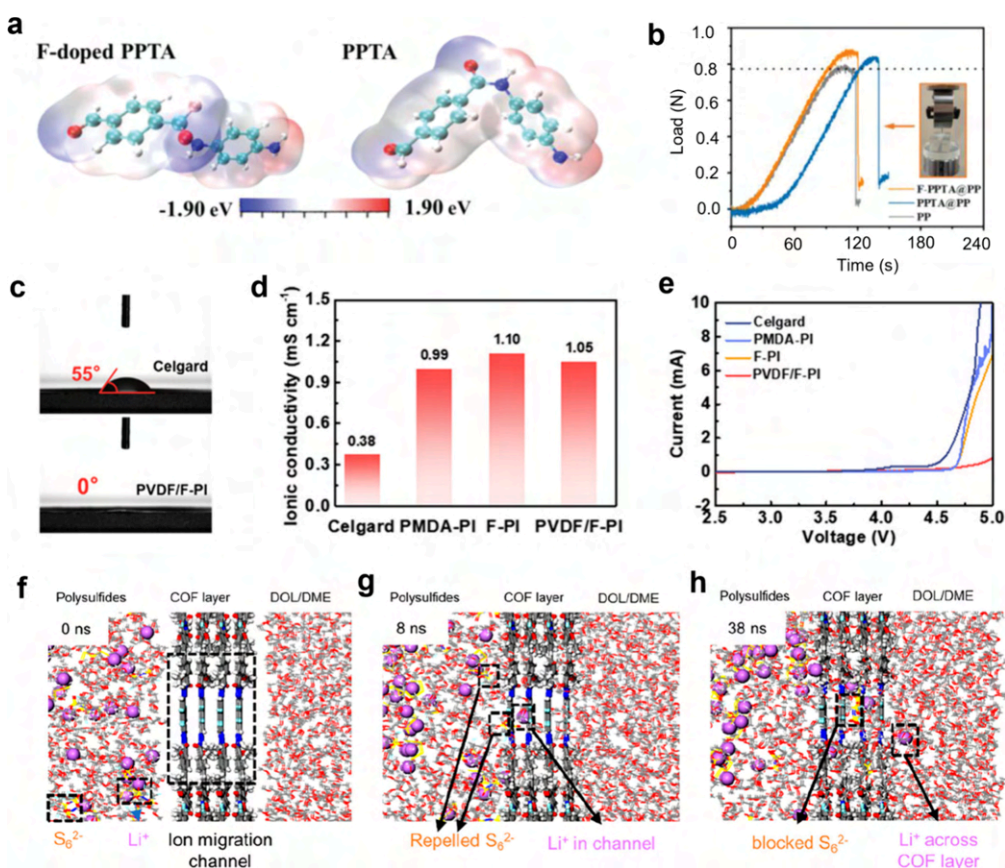 a
F-doped PPTA
PPTA
-1.90 eV
1.90 eV
b
Load (N)
1.0
0.8
0.6
0.4
0.2
0.0
F-PPTA@PP
PPTA@PP
PP
0
60
120
180
240
Time (s)
c
55°
Celgard
0°
PVDF/F-PI
d
Ionic conductivity (mS cm⁻¹)
1.5
1.2
0.9
0.6
0.3
0.0
0.38
0.99
1.10
1.05
Celgard PMDA-PI F-PI PVDF/F-PI
e
Current (mA)
10
8
6
4
2
0
-2
Celgard
PMDA-PI
F-PI
PVDF/F-PI
2.5 3.0 3.5 4.0 4.5 5.0
Voltage (V)
f
Polysulfides COF layer DOL/DME
0 ns
S₆²⁻ Li⁺ Ion migration
channel
g
Polysulfides COF layer DOL/DME
8 ns
Repelled S₆²⁻ Li⁺ in channel
h
Polysulfides COF layer DOL/DME
38 ns
blocked S₆²⁻ Li⁺ across
COF layer